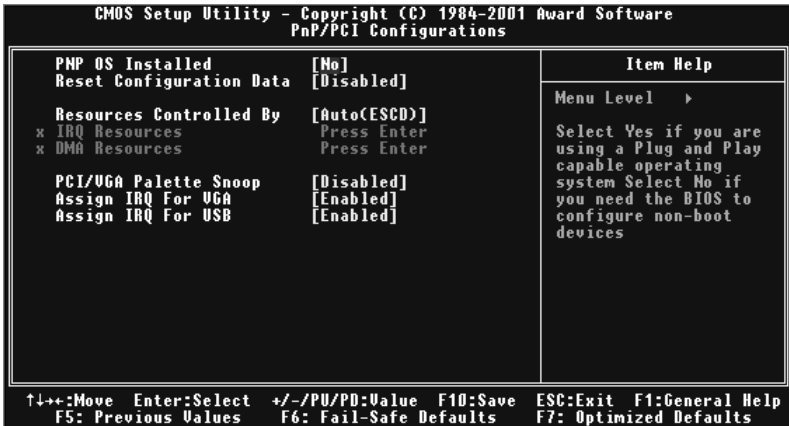 CMOS Setup Utility - Copyright (C) 1984-2001 Award Software
PnP/PCI Configurations
PNP OS Installed [No]
Reset Configuration Data [Disabled]
Resources Controlled By [Auto(ESCD)]
x IRQ Resources Press Enter
x DMA Resources Press Enter
PCI/VGA Palette Snoop [Disabled]
Assign IRQ For VGA [Enabled]
Assign IRQ For USB [Enabled]
Item Help
Menu Level ▸
Select Yes if you are
using a Plug and Play
capable operating
system Select No if
you need the BIOS to
configure non-boot
devices
↑↓→←:Move Enter:Select +/-/PU/PD:Value F10:Save ESC:Exit F1:General Help
F5: Previous Values F6: Fail-Safe Defaults F7: Optimized Defaults